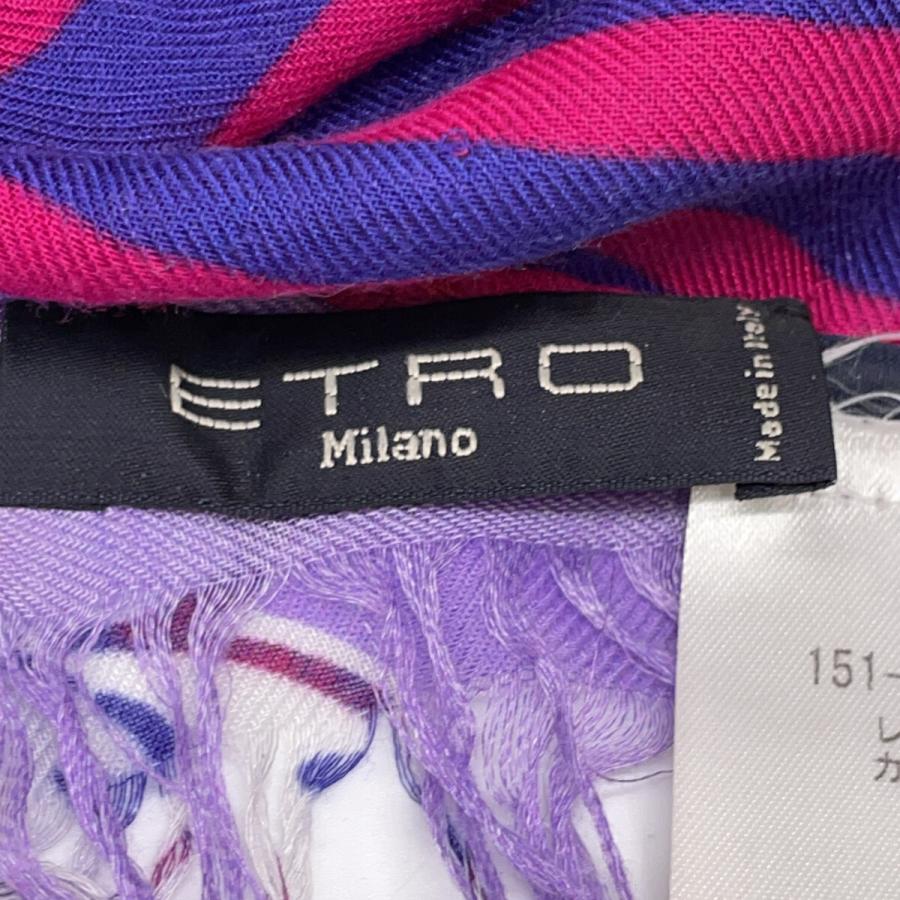 ETRO
Milano
Made in Italy
151-
レ
カ